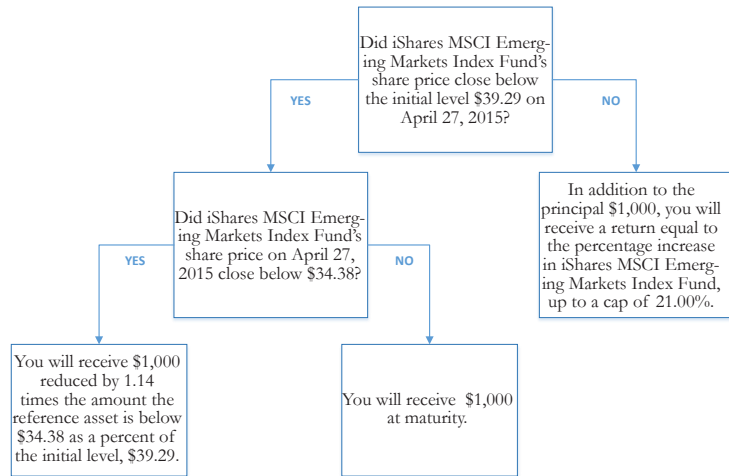 Did iShares MSCI Emerg-
ing Markets Index Fund's
share price close below
the initial level $39.29 on
April 27, 2015?
YES
NO
Did iShares MSCI Emerg-
ing Markets Index Fund's
share price on April 27,
2015 close below $34.38?
In addition to the
principal $1,000, you will
receive a return equal to
the percentage increase
in iShares MSCI Emerg-
ing Markets Index Fund,
up to a cap of 21.00%.
YES
NO
You will receive $1,000
reduced by 1.14
times the amount the
reference asset is below
$34.38 as a percent of
the initial level, $39.29.
You will receive $1,000
at maturity.